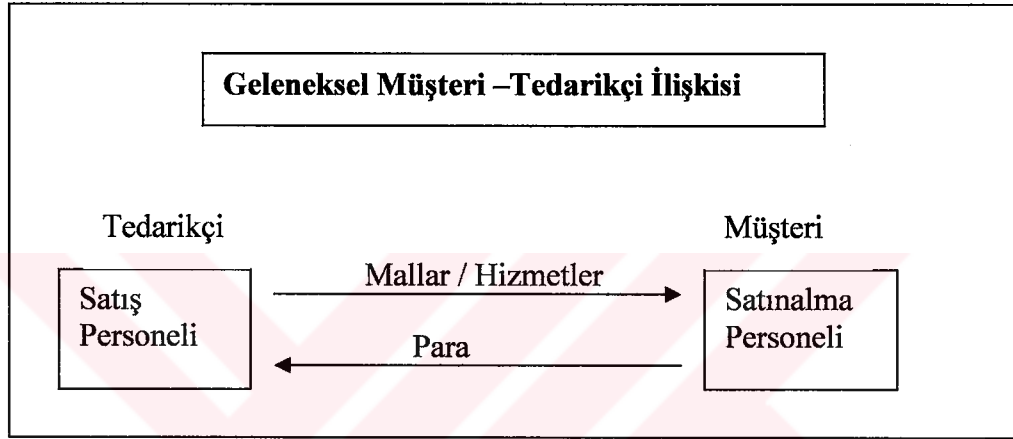 Geleneksel Müşteri –Tedarikçi İlişkisi
Tedarikçi
Müşteri
Mallar / Hizmetler
Satış
Personeli
Satınalma
Personeli
Para